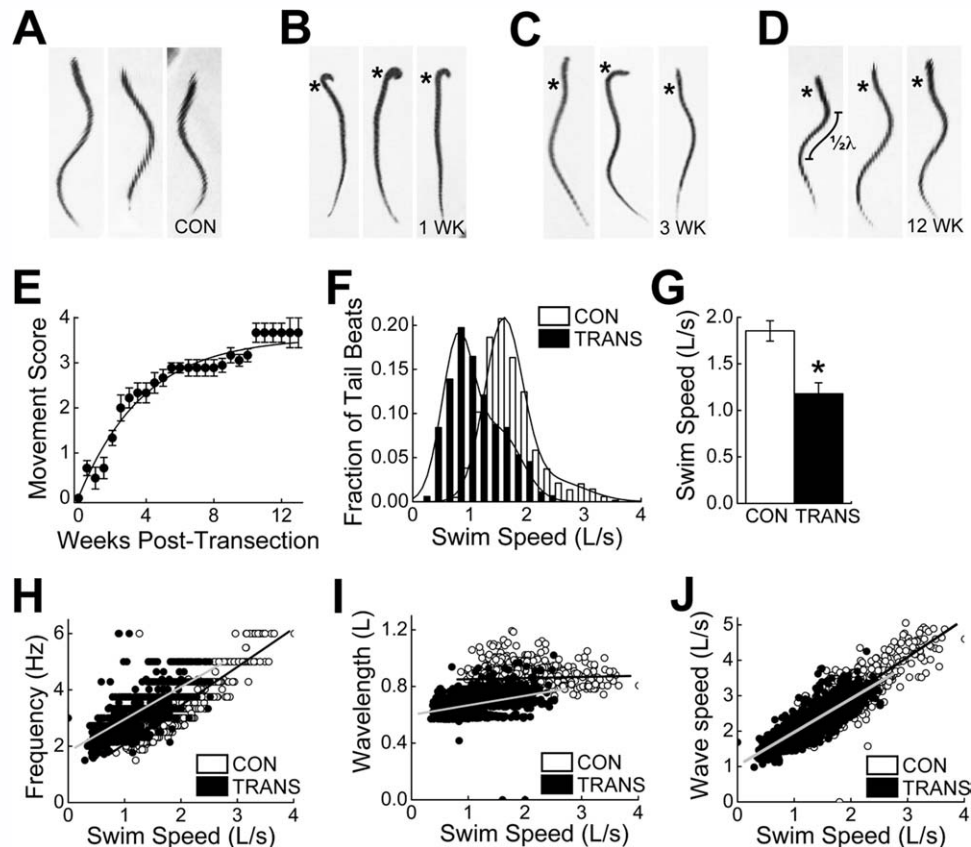 A
B
C
D
*
*
*
*
*
*
*
*
*
½λ
CON
1 WK
3 WK
12 WK
E
F
G
4
3
2
1
0
Movement Score
0 4 8 12
Weeks Post-Transection
0.20
0.15
0.10
0.05
0.00
Fraction of Tail Beats
CON
TRANS
0 1 2 3 4
Swim Speed (L/s)
2.0
1.5
1.0
0.5
0.0
Swim Speed (L/s)
*
CON TRANS
H
I
J
6
4
2
0
Frequency (Hz)
CON
TRANS
0 1 2 3 4
Swim Speed (L/s)
1.2
0.8
0.4
0.0
Wavelength (L)
CON
TRANS
0 1 2 3 4
Swim Speed (L/s)
5
4
3
2
1
0
Wave speed (L/s)
CON
TRANS
0 1 2 3 4
Swim Speed (L/s)